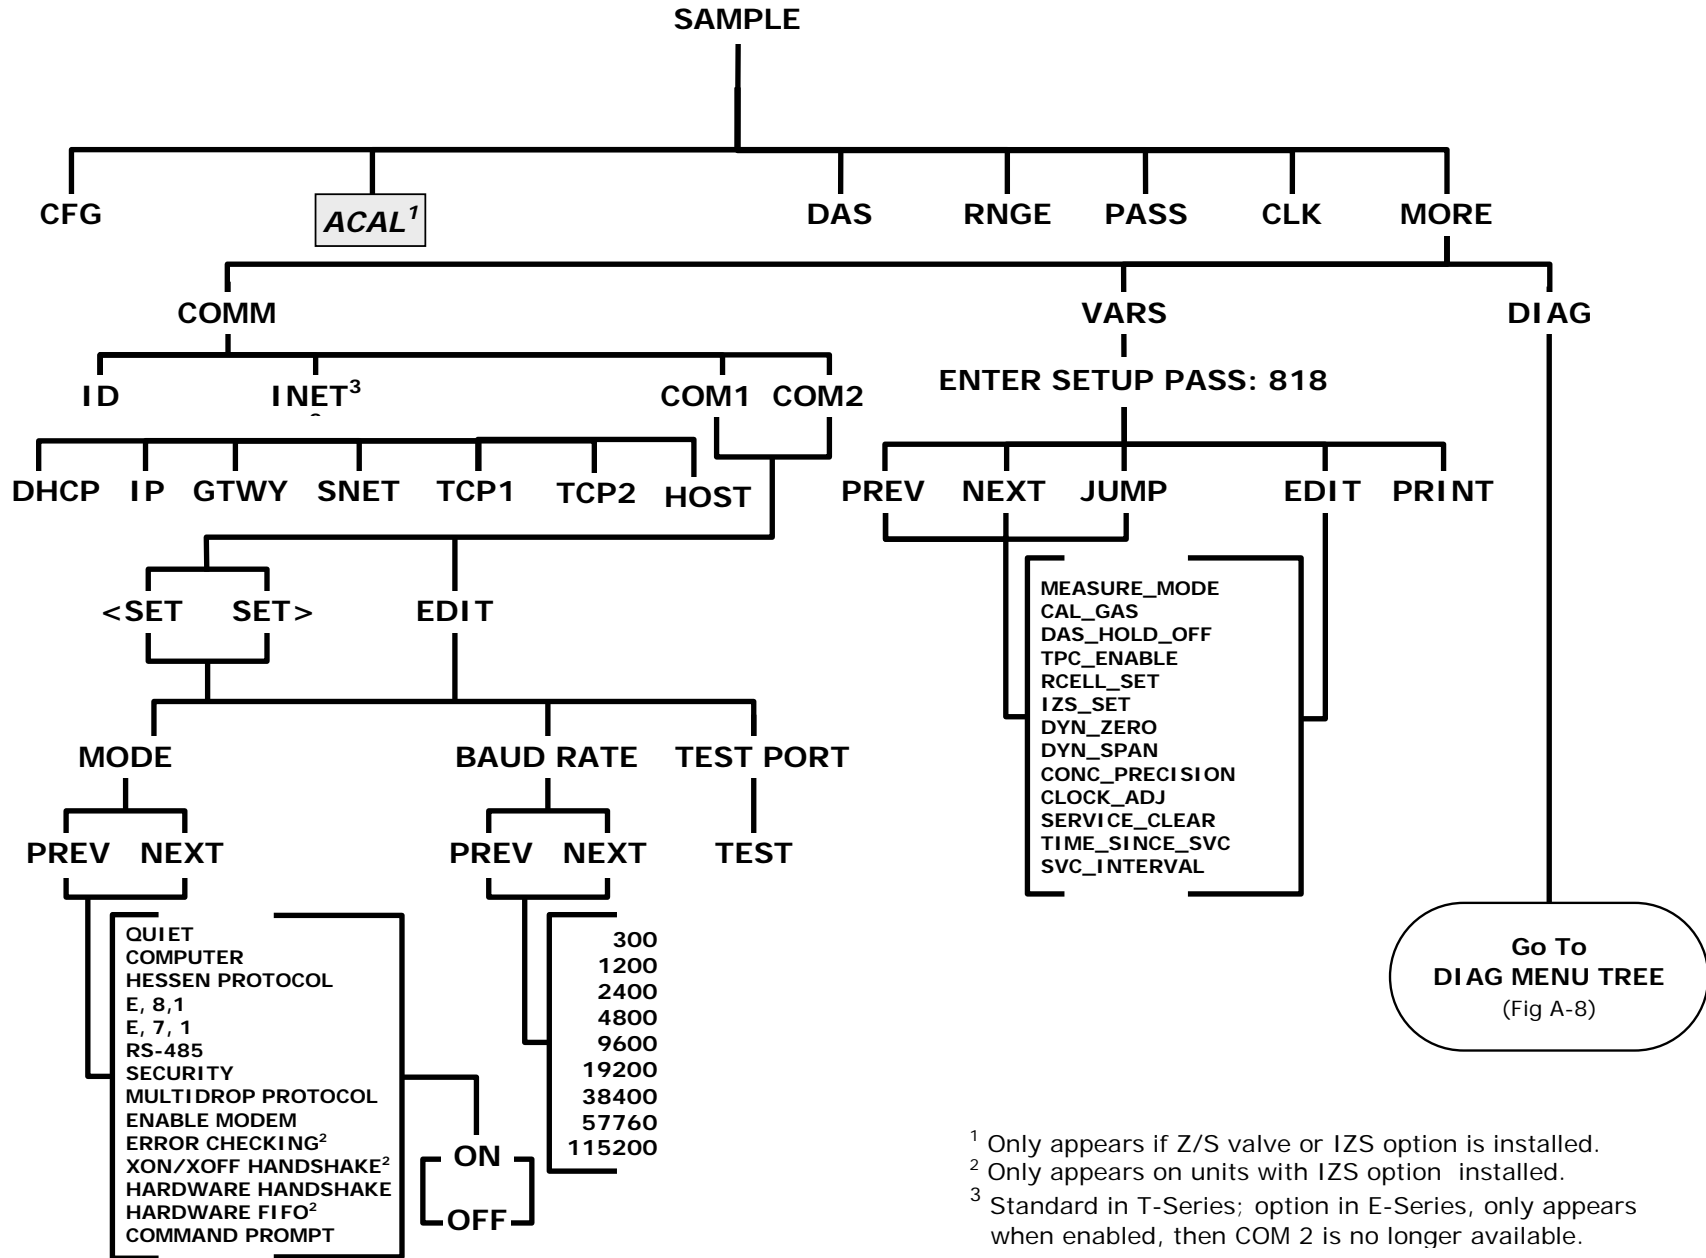 SAMPLE
CFG
ACAL¹
DAS
RNGE
PASS
CLK
MORE
COMM
VARS
DIAG
ID
INET³
COM1
COM2
ENTER SETUP PASS: 818
DHCP
IP
GTWY
SNET
TCP1
TCP2
HOST
PREV
NEXT
JUMP
EDIT
PRINT
<SET
SET>
EDIT
MEASURE_MODE
CAL_GAS
DAS_HOLD_OFF
TPC_ENABLE
RCELL_SET
IZS_SET
DYN_ZERO
DYN_SPAN
CONC_PRECISION
CLOCK_ADJ
SERVICE_CLEAR
TIME_SINCE_SVC
SVC_INTERVAL
MODE
BAUD RATE
TEST PORT
PREV
NEXT
PREV
NEXT
TEST
QUIET
COMPUTER
HESSEN PROTOCOL
E, 8,1
E, 7, 1
RS-485
SECURITY
MULTIDROP PROTOCOL
ENABLE MODEM
ERROR CHECKING²
XON/XOFF HANDSHAKE²
HARDWARE HANDSHAKE
HARDWARE FIFO²
COMMAND PROMPT
ON
OFF
300
1200
2400
4800
9600
19200
38400
57760
115200
Go To
DIAG MENU TREE
(Fig A-8)
¹ Only appears if Z/S valve or IZS option is installed.
² Only appears on units with IZS option installed.
³ Standard in T-Series; option in E-Series, only appears
when enabled, then COM 2 is no longer available.